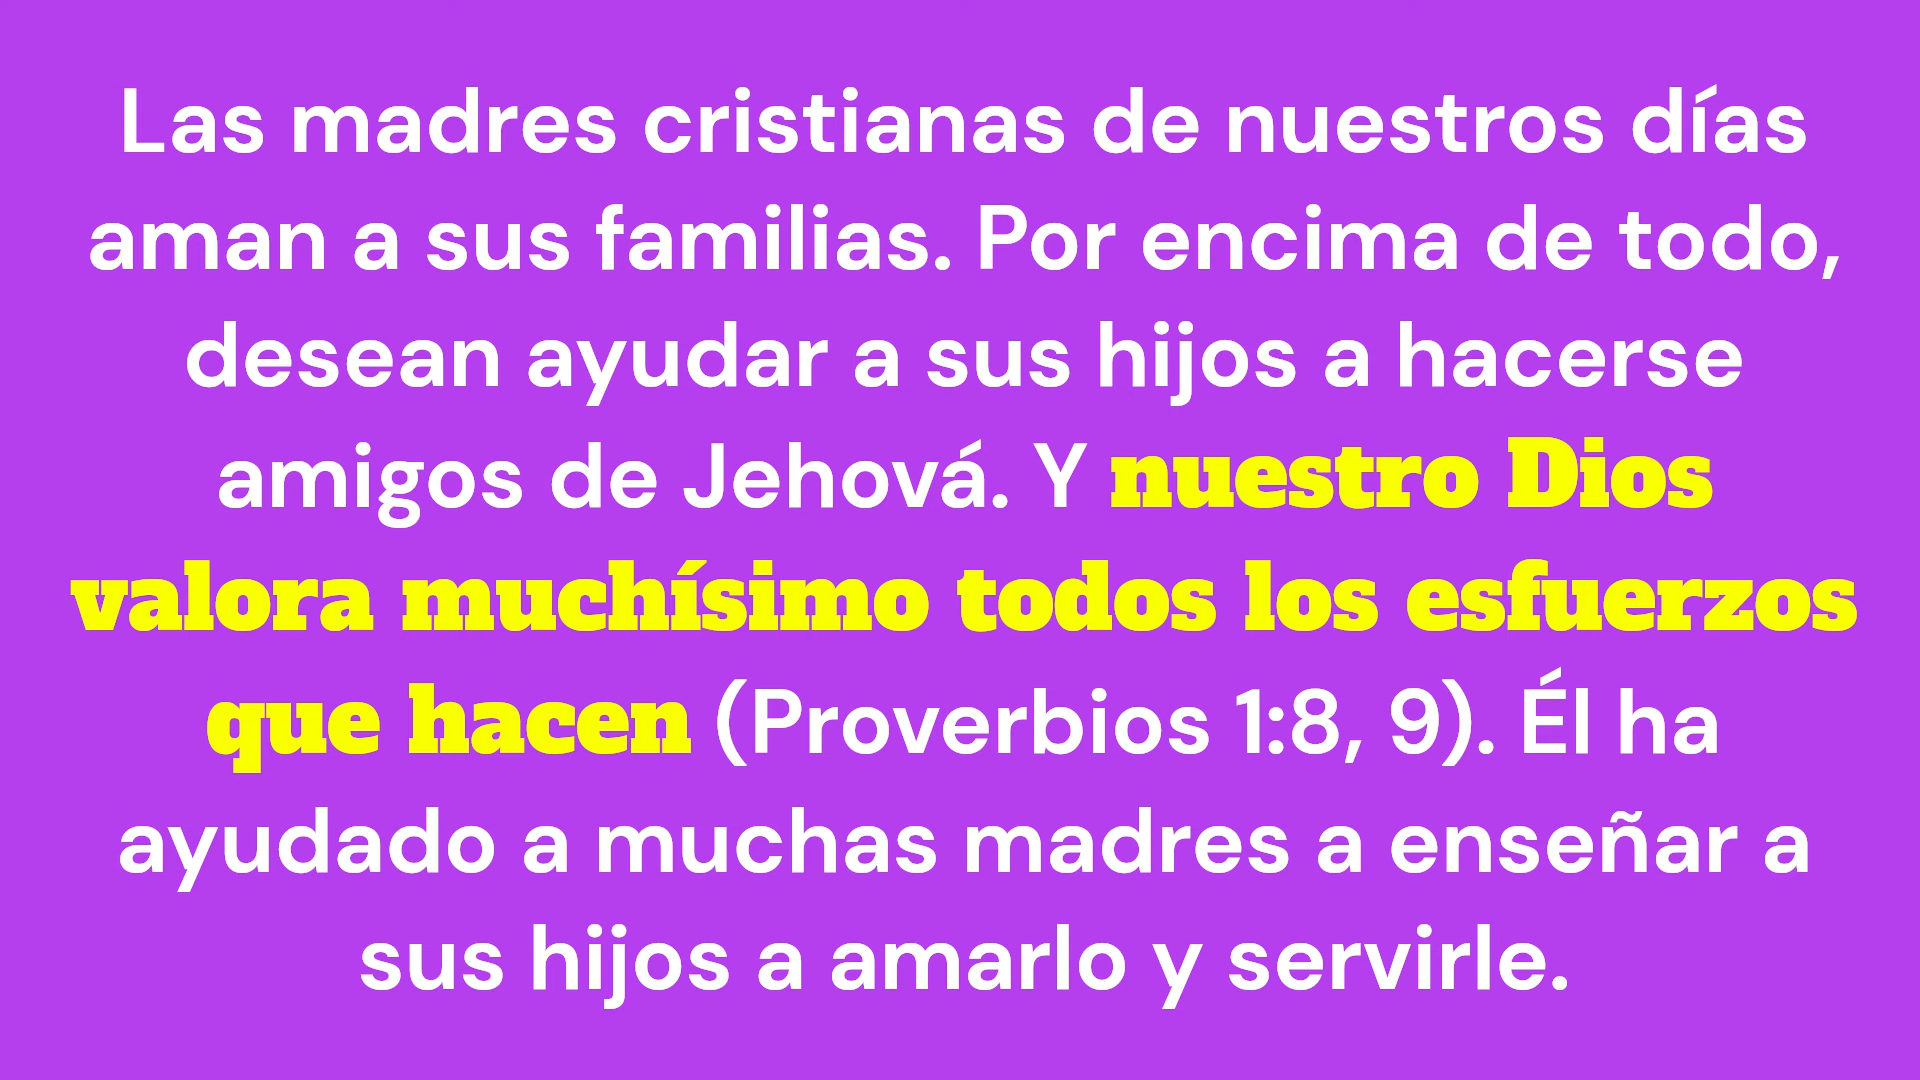 Las madres cristianas de nuestros días
aman a sus familias. Por encima de todo,
desean ayudar a sus hijos a hacerse
amigos de Jehová. Y nuestro Dios
valora muchísimo todos los esfuerzos
que hacen (Proverbios 1:8, 9). Él ha
ayudado a muchas madres a enseñar a
sus hijos a amarlo y servirle.